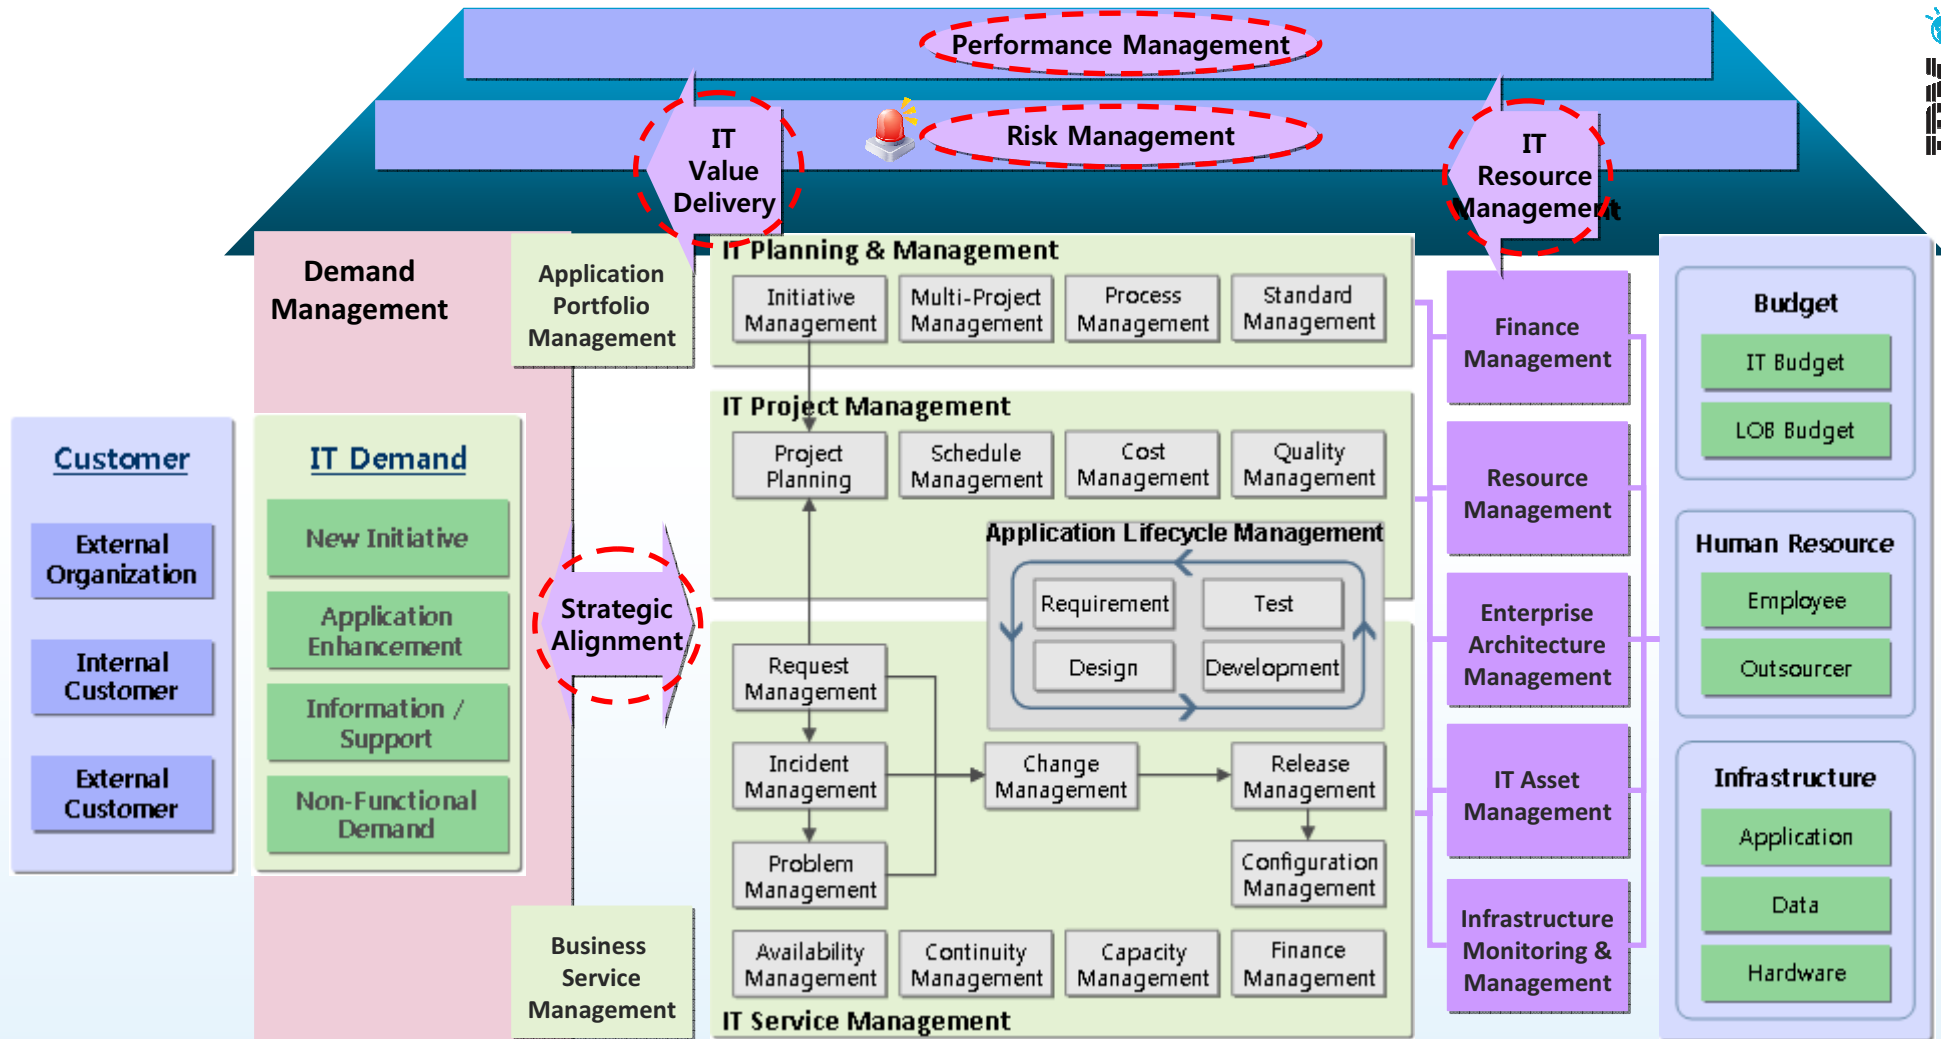 Performance Management
Risk Management
IT
Value
Delivery
IT
Resource
Management
Demand
Management
Application
Portfolio
Management
IT Planning & Management
Initiative
Management
Multi-Project
Management
Process
Management
Standard
Management
IT Project Management
Project
Planning
Schedule
Management
Cost
Management
Quality
Management
Application Lifecycle Management
Requirement
Test
Design
Development
Customer
External
Organization
Internal
Customer
External
Customer
IT Demand
New Initiative
Application
Enhancement
Information /
Support
Non-Functional
Demand
Strategic
Alignment
Request
Management
Incident
Management
Problem
Management
Change
Management
Release
Management
Configuration
Management
Availability
Management
Continuity
Management
Capacity
Management
Finance
Management
IT Service Management
Business
Service
Management
Finance
Management
Resource
Management
Enterprise
Architecture
Management
IT Asset
Management
Infrastructure
Monitoring &
Management
Budget
IT Budget
LOB Budget
Human Resource
Employee
Outsourcer
Infrastructure
Application
Data
Hardware